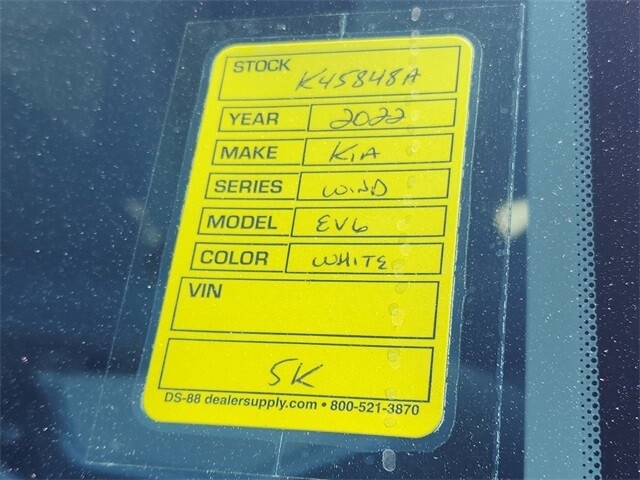 STOCK K45848A
YEAR 2022
MAKE KIA
SERIES WIND
MODEL EV6
COLOR WHITE
VIN
5K
DS-88 dealersupply.com • 800-521-3870